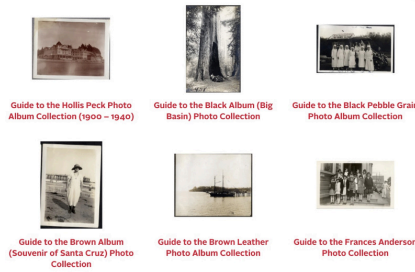 Guide to the Hollis Peck Photo
Album Collection (1900 – 1940)
Guide to the Black Album (Big
Basin) Photo Collection
Guide to the Black Pebble Grain
Photo Album Collection
Guide to the Brown Album
(Souvenir of Santa Cruz) Photo
Collection
Guide to the Brown Leather
Photo Album Collection
Guide to the Frances Anderson
Photo Collection